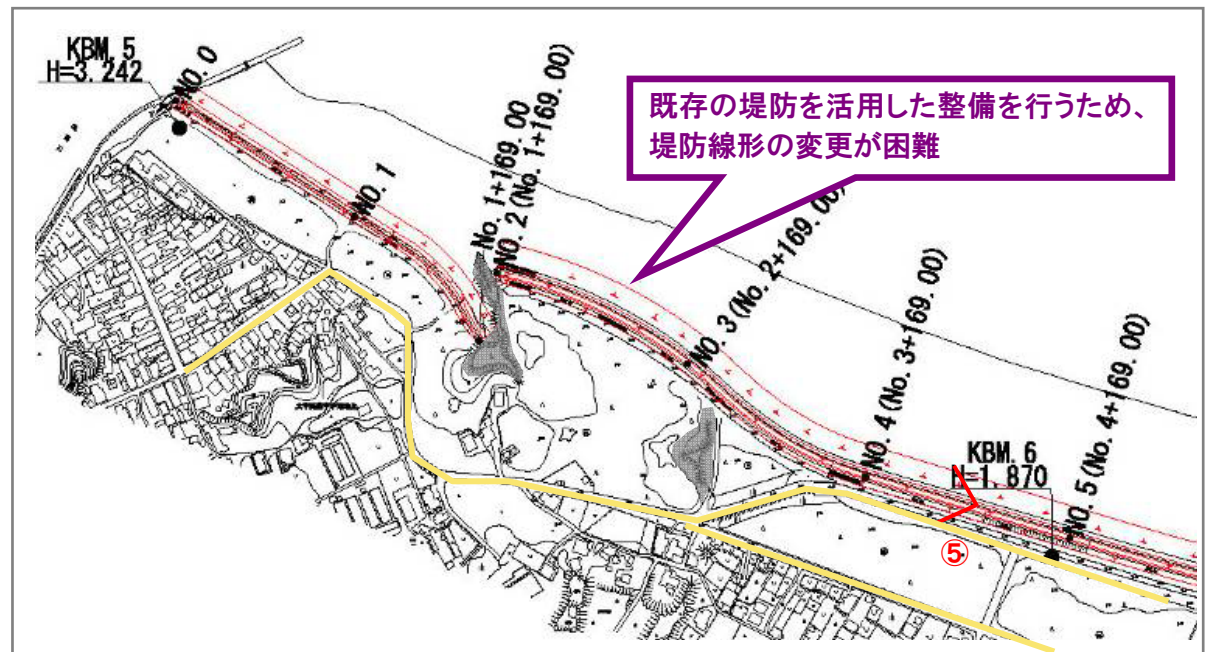 KBM. 5
H=3. 242
NO. 0
NO. 1
No. 1+169. 00
NO. 2 (No. 1+169. 00)
既存の堤防を活用した整備を行うため、
堤防線形の変更が困難
NO. 3 (No. 2+169. 00)
NO. 4 (No. 3+169. 00)
KBM. 6
H=1. 870
NO. 5 (No. 4+169. 00)
⑤